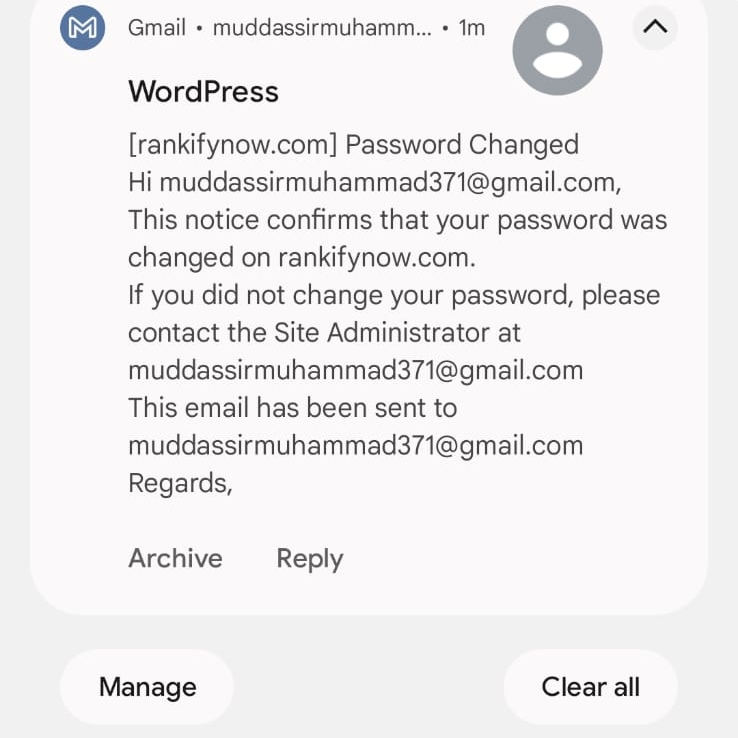 Gmail • muddassirmuhamm... • 1m
WordPress
[rankifynow.com] Password Changed
Hi muddassirmuhammad371@gmail.com,
This notice confirms that your password was
changed on rankifynow.com.
If you did not change your password, please
contact the Site Administrator at
muddassirmuhammad371@gmail.com
This email has been sent to
muddassirmuhammad371@gmail.com
Regards,
Archive Reply
Manage Clear all